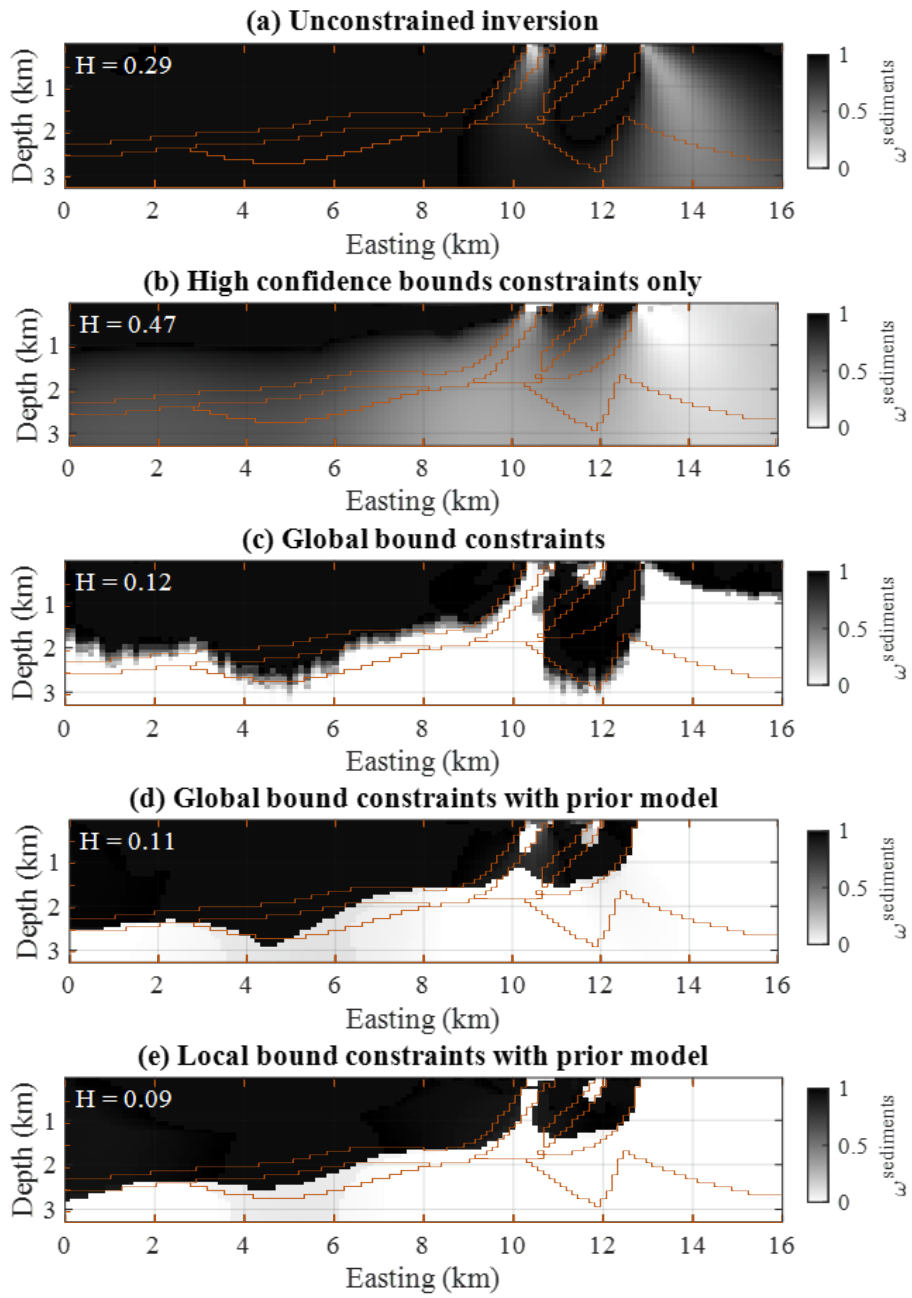 (a) Unconstrained inversion
H = 0.29
Depth (km)
1
2
3
0 2 4 6 8 10 12 14 16
Easting (km)
1
0.5
0
ω sediments
(b) High confidence bounds constraints only
H = 0.47
Depth (km)
1
2
3
0 2 4 6 8 10 12 14 16
Easting (km)
1
0.5
0
ω sediments
(c) Global bound constraints
H = 0.12
Depth (km)
1
2
3
0 2 4 6 8 10 12 14 16
Easting (km)
1
0.5
0
ω sediments
(d) Global bound constraints with prior model
H = 0.11
Depth (km)
1
2
3
0 2 4 6 8 10 12 14 16
Easting (km)
1
0.5
0
ω sediments
(e) Local bound constraints with prior model
H = 0.09
Depth (km)
1
2
3
0 2 4 6 8 10 12 14 16
Easting (km)
1
0.5
0
ω sediments